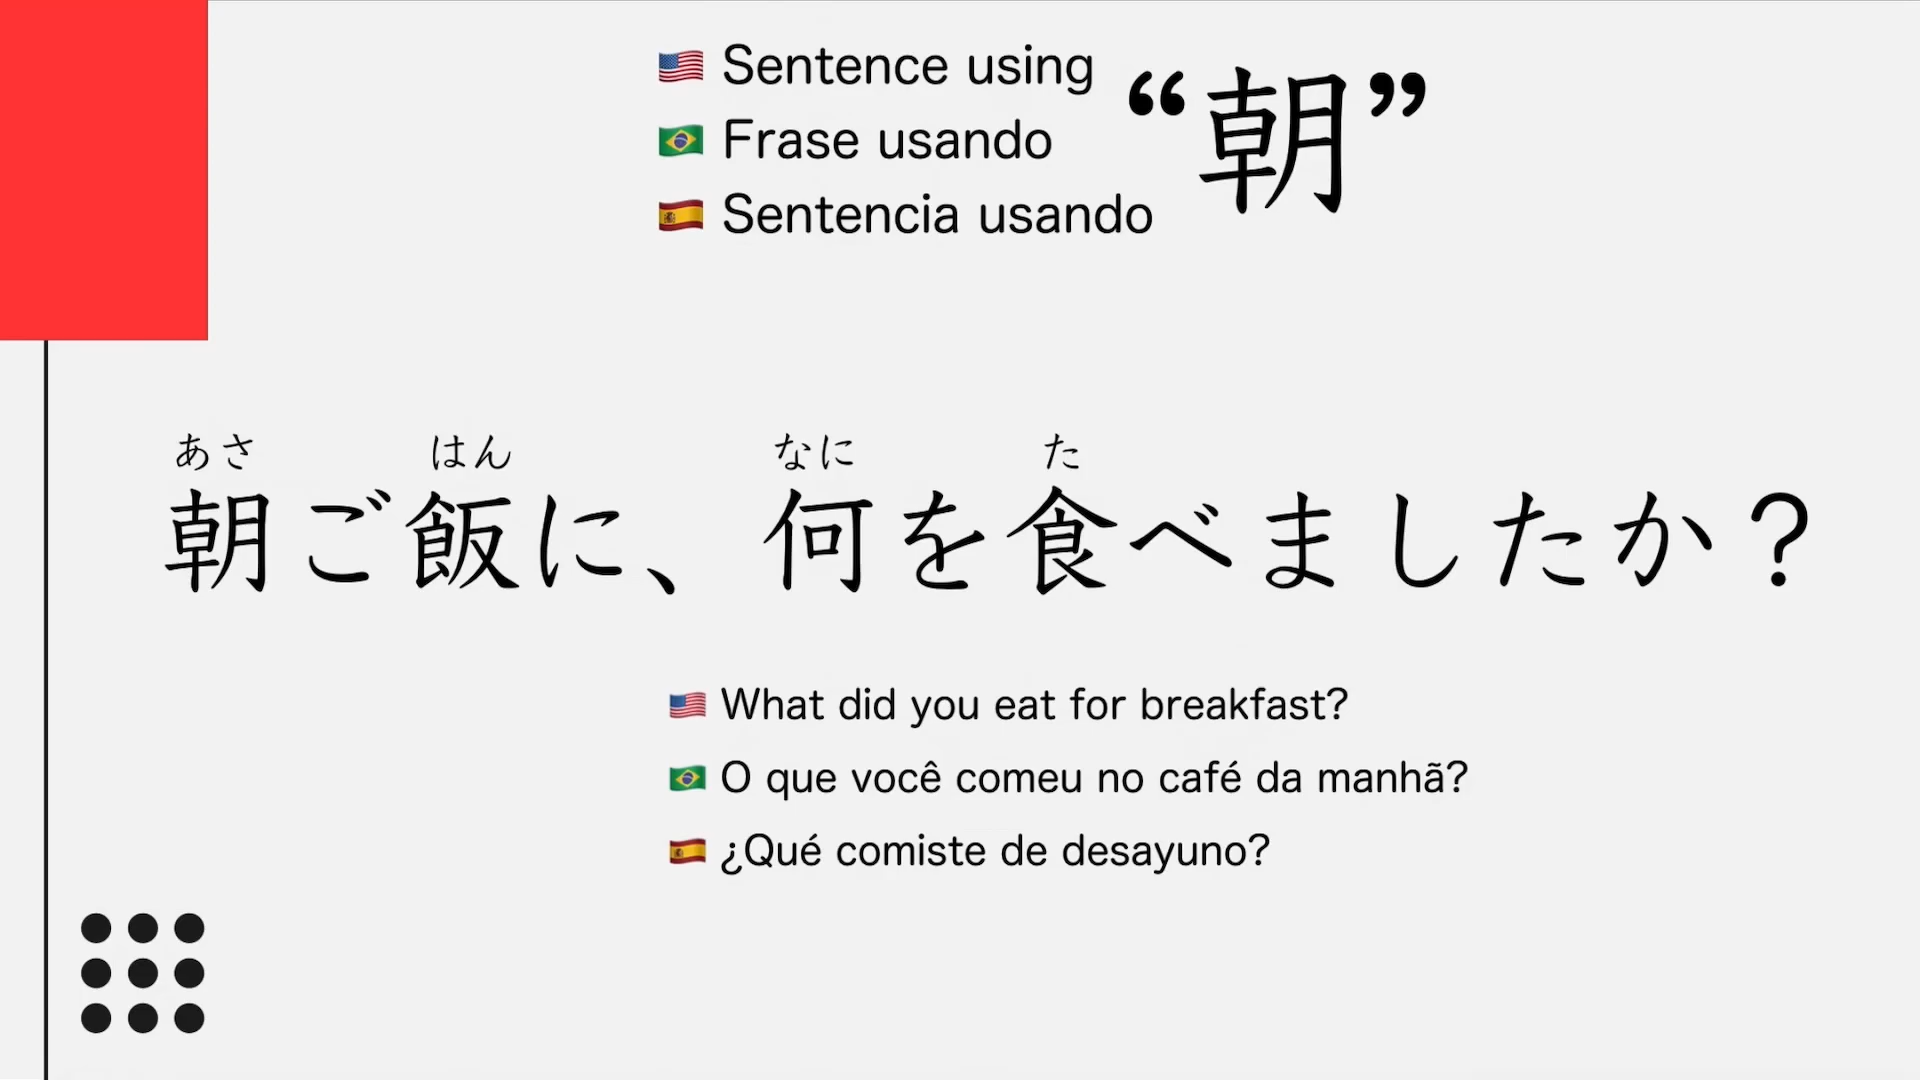 Sentence using
Frase usando
Sentencia usando
“朝”
あさ はん なに た
朝ご飯に、何を食べましたか？
What did you eat for breakfast?
O que você comeu no café da manhã?
¿Qué comiste de desayuno?